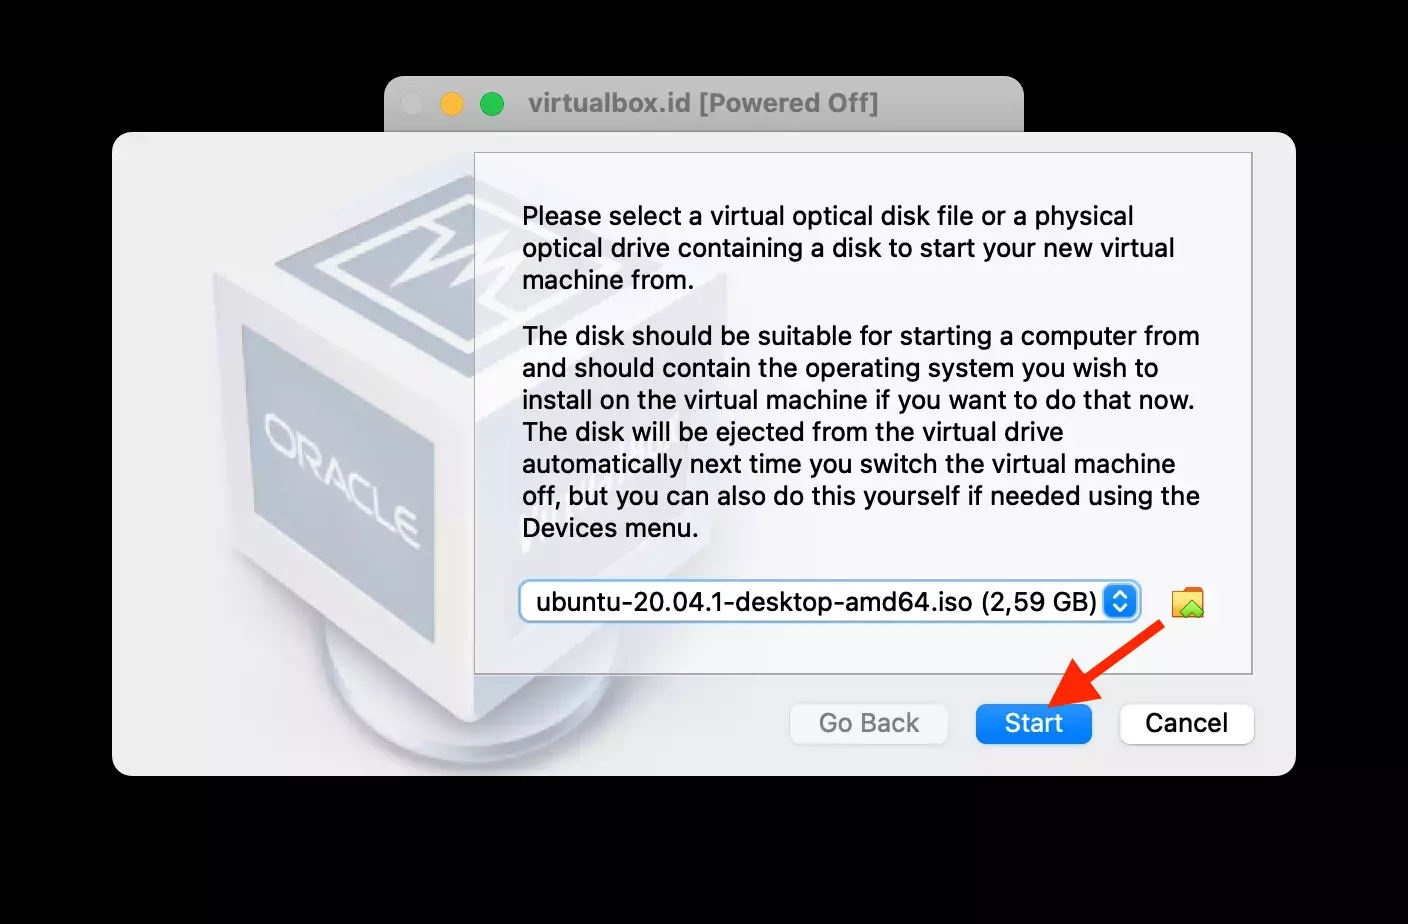 virtualbox.id [Powered Off]
Please select a virtual optical disk file or a physical
optical drive containing a disk to start your new virtual
machine from.
The disk should be suitable for starting a computer from
and should contain the operating system you wish to
install on the virtual machine if you want to do that now.
The disk will be ejected from the virtual drive
automatically next time you switch the virtual machine
off, but you can also do this yourself if needed using the
Devices menu.
ORACLE
ubuntu-20.04.1-desktop-amd64.iso (2,59 GB)
Go Back
Start
Cancel